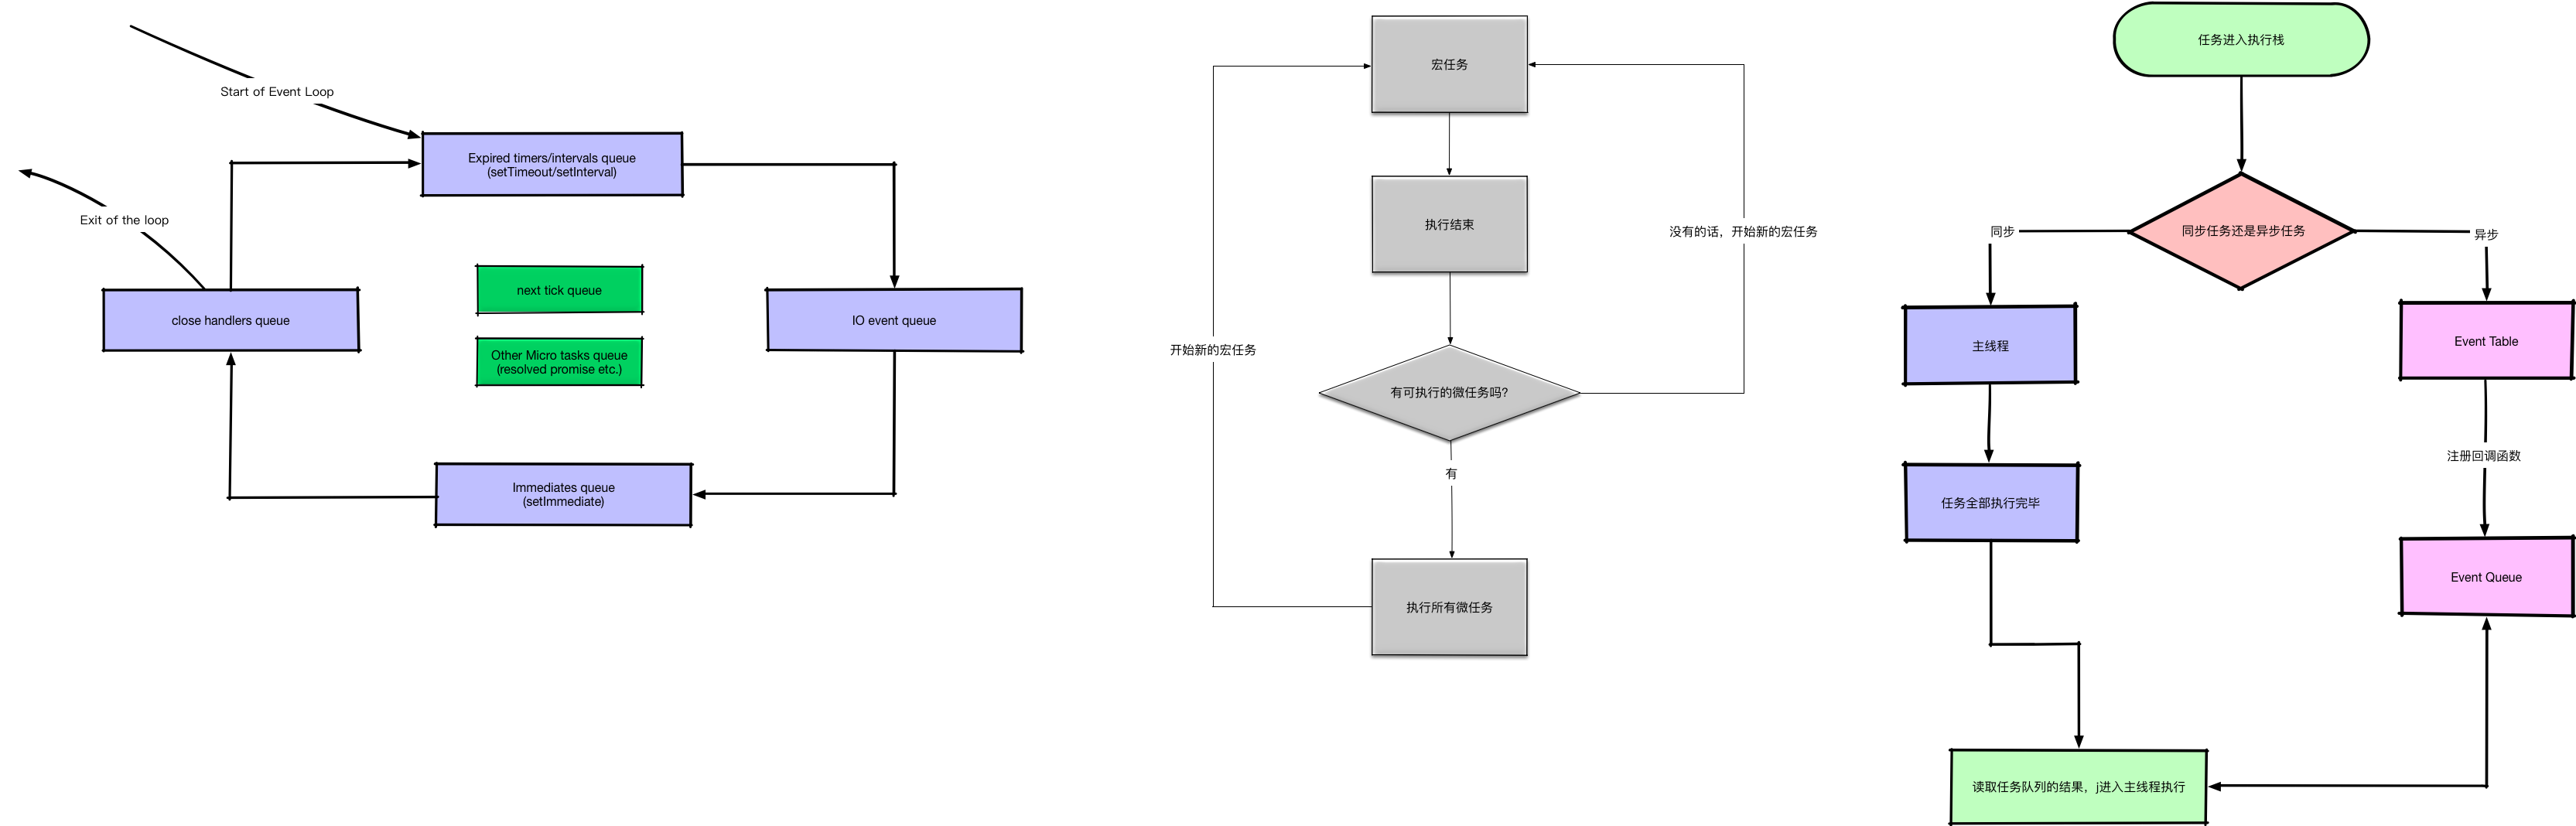 Start of Event Loop
Expired timers/intervals queue
(setTimeout/setInterval)
Exit of the loop
next tick queue
close handlers queue
IO event queue
Other Micro tasks queue
(resolved promise etc.)
Immediates queue
(setImmediate)
宏任务
执行结束
没有的话，开始新的宏任务
开始新的宏任务
有可执行的微任务吗?
有
执行所有微任务
任务进入执行栈
同步任务还是异步任务
同步
异步
主线程
Event Table
注册回调函数
任务全部执行完毕
Event Queue
读取任务队列的结果，j进入主线程执行